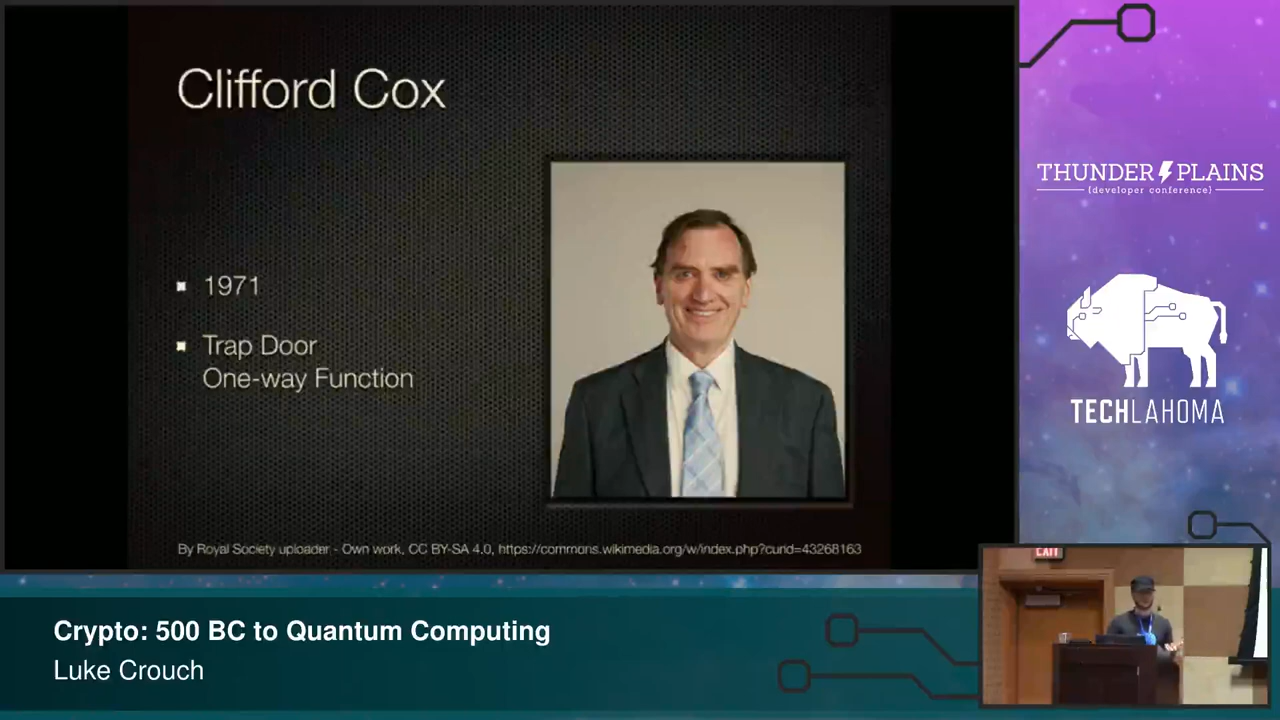 Clifford Cox
1971
Trap Door
One-way Function
By Royal Society uploader - Own work, CC BY-SA 4.0, https://commons.wikimedia.org/w/index.php?curid=43268163
THUNDER PLAINS
{developer conference}
TECHLAHOMA
EXIT
Crypto: 500 BC to Quantum Computing
Luke Crouch